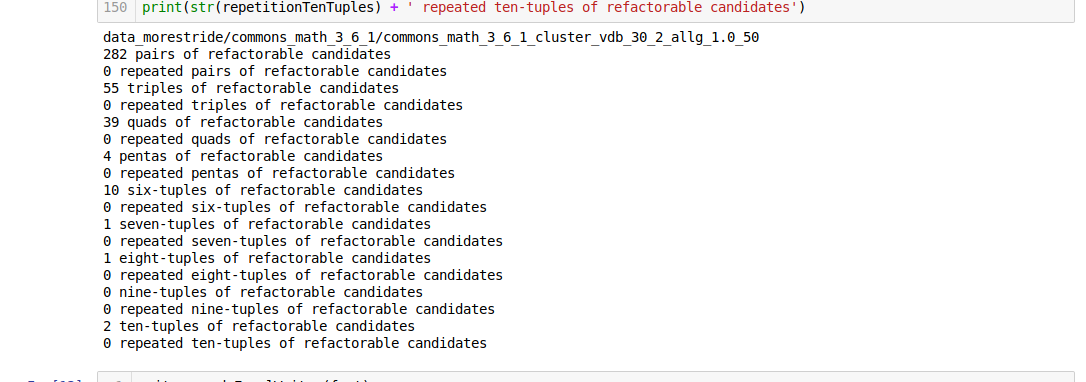 150 print(str(repetitionTenTuples) + ' repeated ten-tuples of refactorable candidates')
data_morestride/commons_math_3_6_1/commons_math_3_6_1_cluster_vdb_30_2_allg_1.0_50
282 pairs of refactorable candidates
0 repeated pairs of refactorable candidates
55 triples of refactorable candidates
0 repeated triples of refactorable candidates
39 quads of refactorable candidates
0 repeated quads of refactorable candidates
4 pentas of refactorable candidates
0 repeated pentas of refactorable candidates
10 six-tuples of refactorable candidates
0 repeated six-tuples of refactorable candidates
1 seven-tuples of refactorable candidates
0 repeated seven-tuples of refactorable candidates
1 eight-tuples of refactorable candidates
0 repeated eight-tuples of refactorable candidates
0 nine-tuples of refactorable candidates
0 repeated nine-tuples of refactorable candidates
2 ten-tuples of refactorable candidates
0 repeated ten-tuples of refactorable candidates